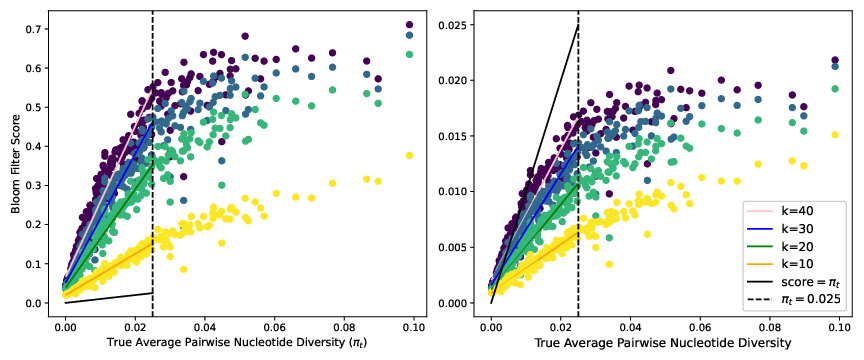 0.7
0.6
0.5
0.4
0.3
0.2
0.1
0.0
Bloom Filter Score
0.00 0.02 0.04 0.06 0.08 0.10
True Average Pairwise Nucleotide Diversity (πt)
0.025
0.020
0.015
0.010
0.005
0.000
0.00 0.02 0.04 0.06 0.08 0.10
True Average Pairwise Nucleotide Diversity
k=40
k=30
k=20
k=10
score = πt
πt = 0.025